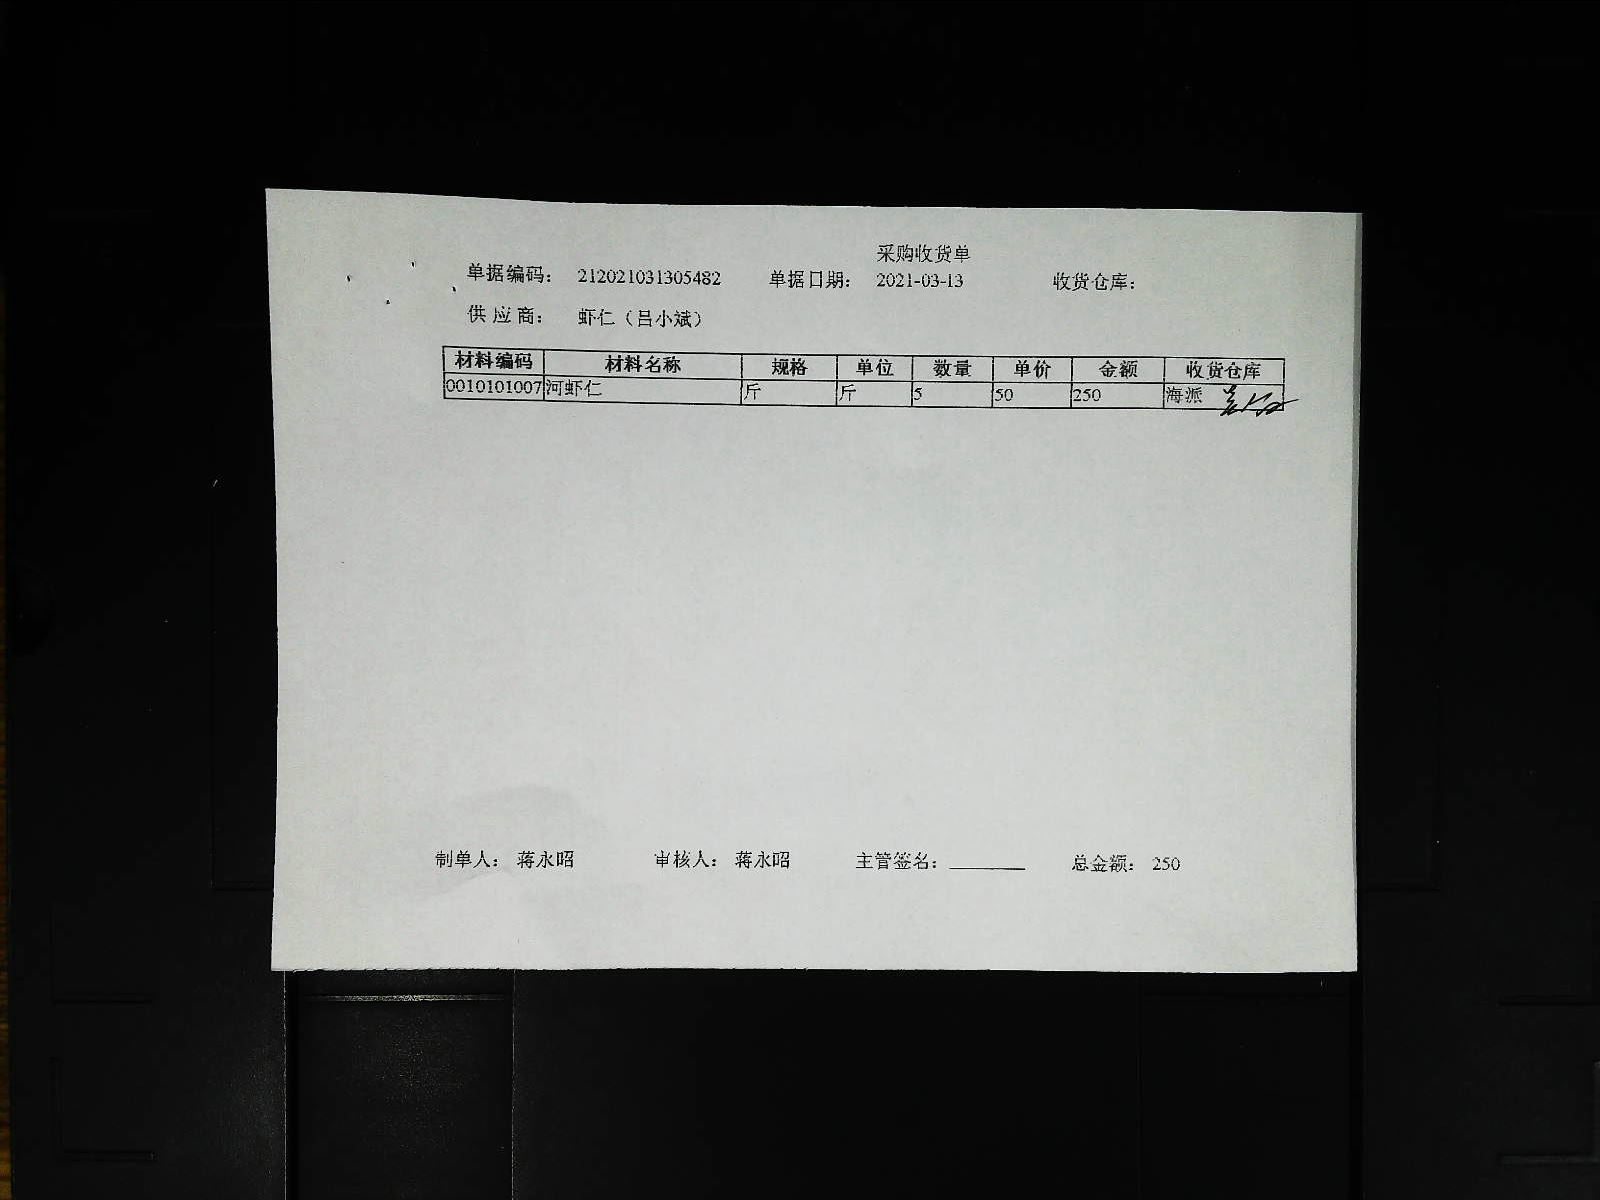 采购收货单
单据编码: 212021031305482 单据日期: 2021-03-13 收货仓库:
供应商: 虾仁（吕小斌）
材料编码 材料名称 规格 单位 数量 单价 金额 收货仓库
0010101007 河虾仁 斤 斤 5 50 250 海派
制单人: 蒋永昭 审核人: 蒋永昭 主管签名: 总金额: 250